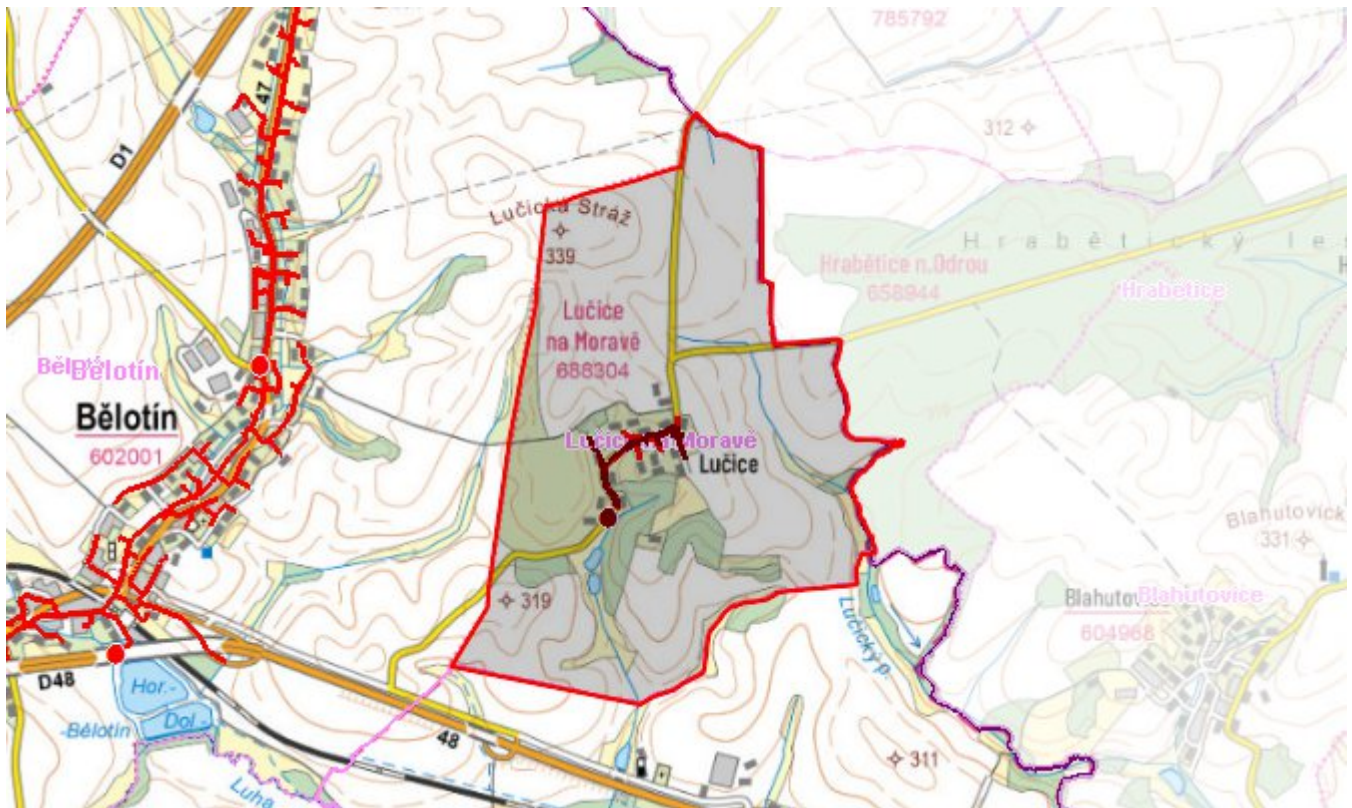 785792
47
D1
312
Lučická Stráž
339
Hrabětický les
Hrabětice n.Odrou
658944
Hrabětice
Lučice
na Moravě
688304
Bělotín
Bělotín
602001
Lučice na Moravě
Lučice
Blahutovick
331
319
Blahutovice
Blahutovice
604968
Lučický p.
D48
Hor.-
Dol.-
-Bělotín
48
311
Luha